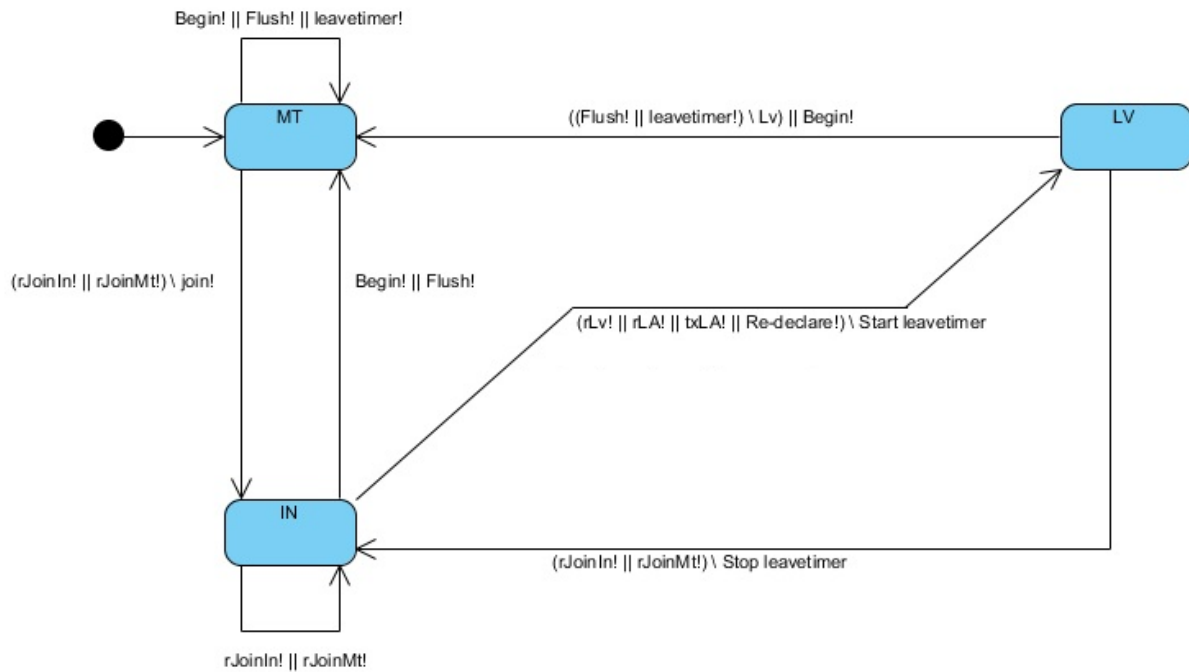 Begin! || Flush! || leavetimer!
MT
((Flush! || leavetimer!) \ Lv) || Begin!
LV
(rJoinIn! || rJoinMt!) \ join!
Begin! || Flush!
(rLv! || rLA! || txLA! || Re-declare!) \ Start leavetimer
IN
(rJoinIn! || rJoinMt!) \ Stop leavetimer
rJoinIn! || rJoinMt!